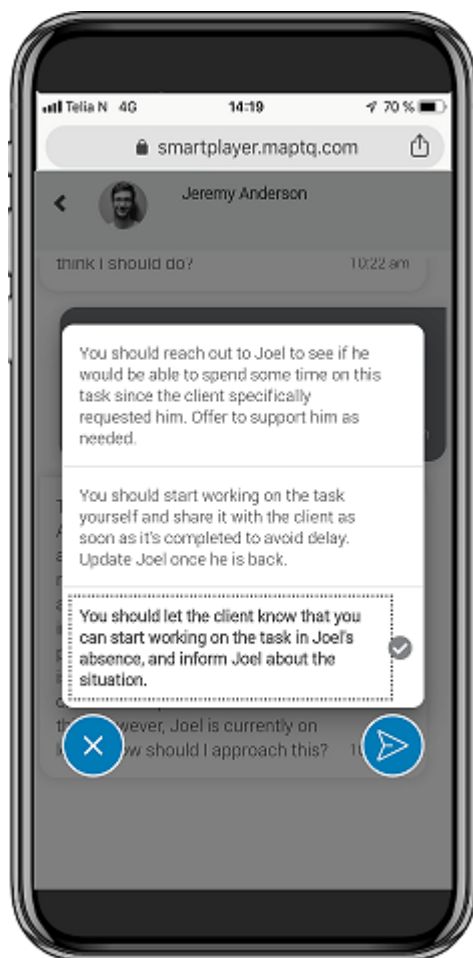 Telia N 4G 14:19 70 %
smartplayer.maptq.com
Jeremy Anderson
think I should do? 10:22 am
You should reach out to Joel to see if he
would be able to spend some time on this
task since the client specifically
requested him. Offer to support him as
needed.
You should start working on the task
yourself and share it with the client as
soon as it's completed to avoid delay.
Update Joel once he is back.
You should let the client know that you
can start working on the task in Joel's
absence, and inform Joel about the
situation.
wever, Joel is currently on
w should I approach this?